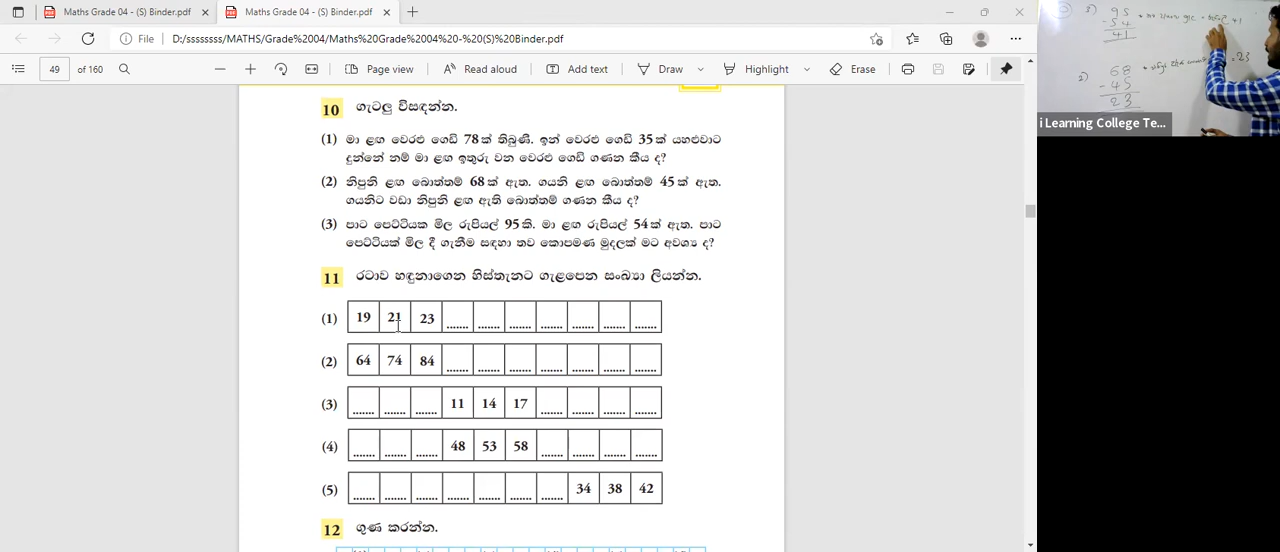 Maths Grade 04 - (S) Binder.pdf
Maths Grade 04 - (S) Binder.pdf
File
D:/ssssssss/MATHS/Grade%2004/Maths%20Grade%2004%20-%20(S)%20Binder.pdf
49 of 160
Read aloud
Add text
Draw
Highlight
Erase
10 ගැටලු විසඳන්න.
(1) මා ළඟ වෙරළු ගෙඩි 78ක් තිබුණි. ඉන් වෙරළු ගෙඩි 35ක් යහළුවාට
දුන්නේ නම් මා ළඟ ඉතුරු වන වෙරළු ගෙඩි ගණන කීය ද?
(2) නිපුනි ළඟ බොත්තම් 68ක් ඇත. ගයනි ළඟ බොත්තම් 45ක් ඇත.
ගයනිට වඩා නිපුනි ළඟ ඇති බොත්තම් ගණන කීය ද?
(3) පාට පෙට්ටියක මිල රුපියල් 95කි. මා ළඟ රුපියල් 54ක් ඇත. පාට
පෙට්ටියක් මිල දී ගැනීම සඳහා තව කොපමණ මුදලක් මට අවශ්‍ය ද?
11 රටාව හඳුනාගෙන හිස්තැනට ගැළපෙන සංඛ්‍යා ලියන්න.
(1) 19 21 23 ....... ....... ....... ....... ....... ....... .......
(2) 64 74 84 ....... ....... ....... ....... ....... ....... .......
(3) ....... ....... ....... 11 14 17 ....... ....... ....... .......
(4) ....... ....... ....... 48 53 58 ....... ....... ....... .......
(5) ....... ....... ....... ....... ....... ....... ....... 34 38 42
12 ගුණ කරන්න.
3) 95
- 54
41
2) 68
- 45
23
= 23
i Learning College Te...